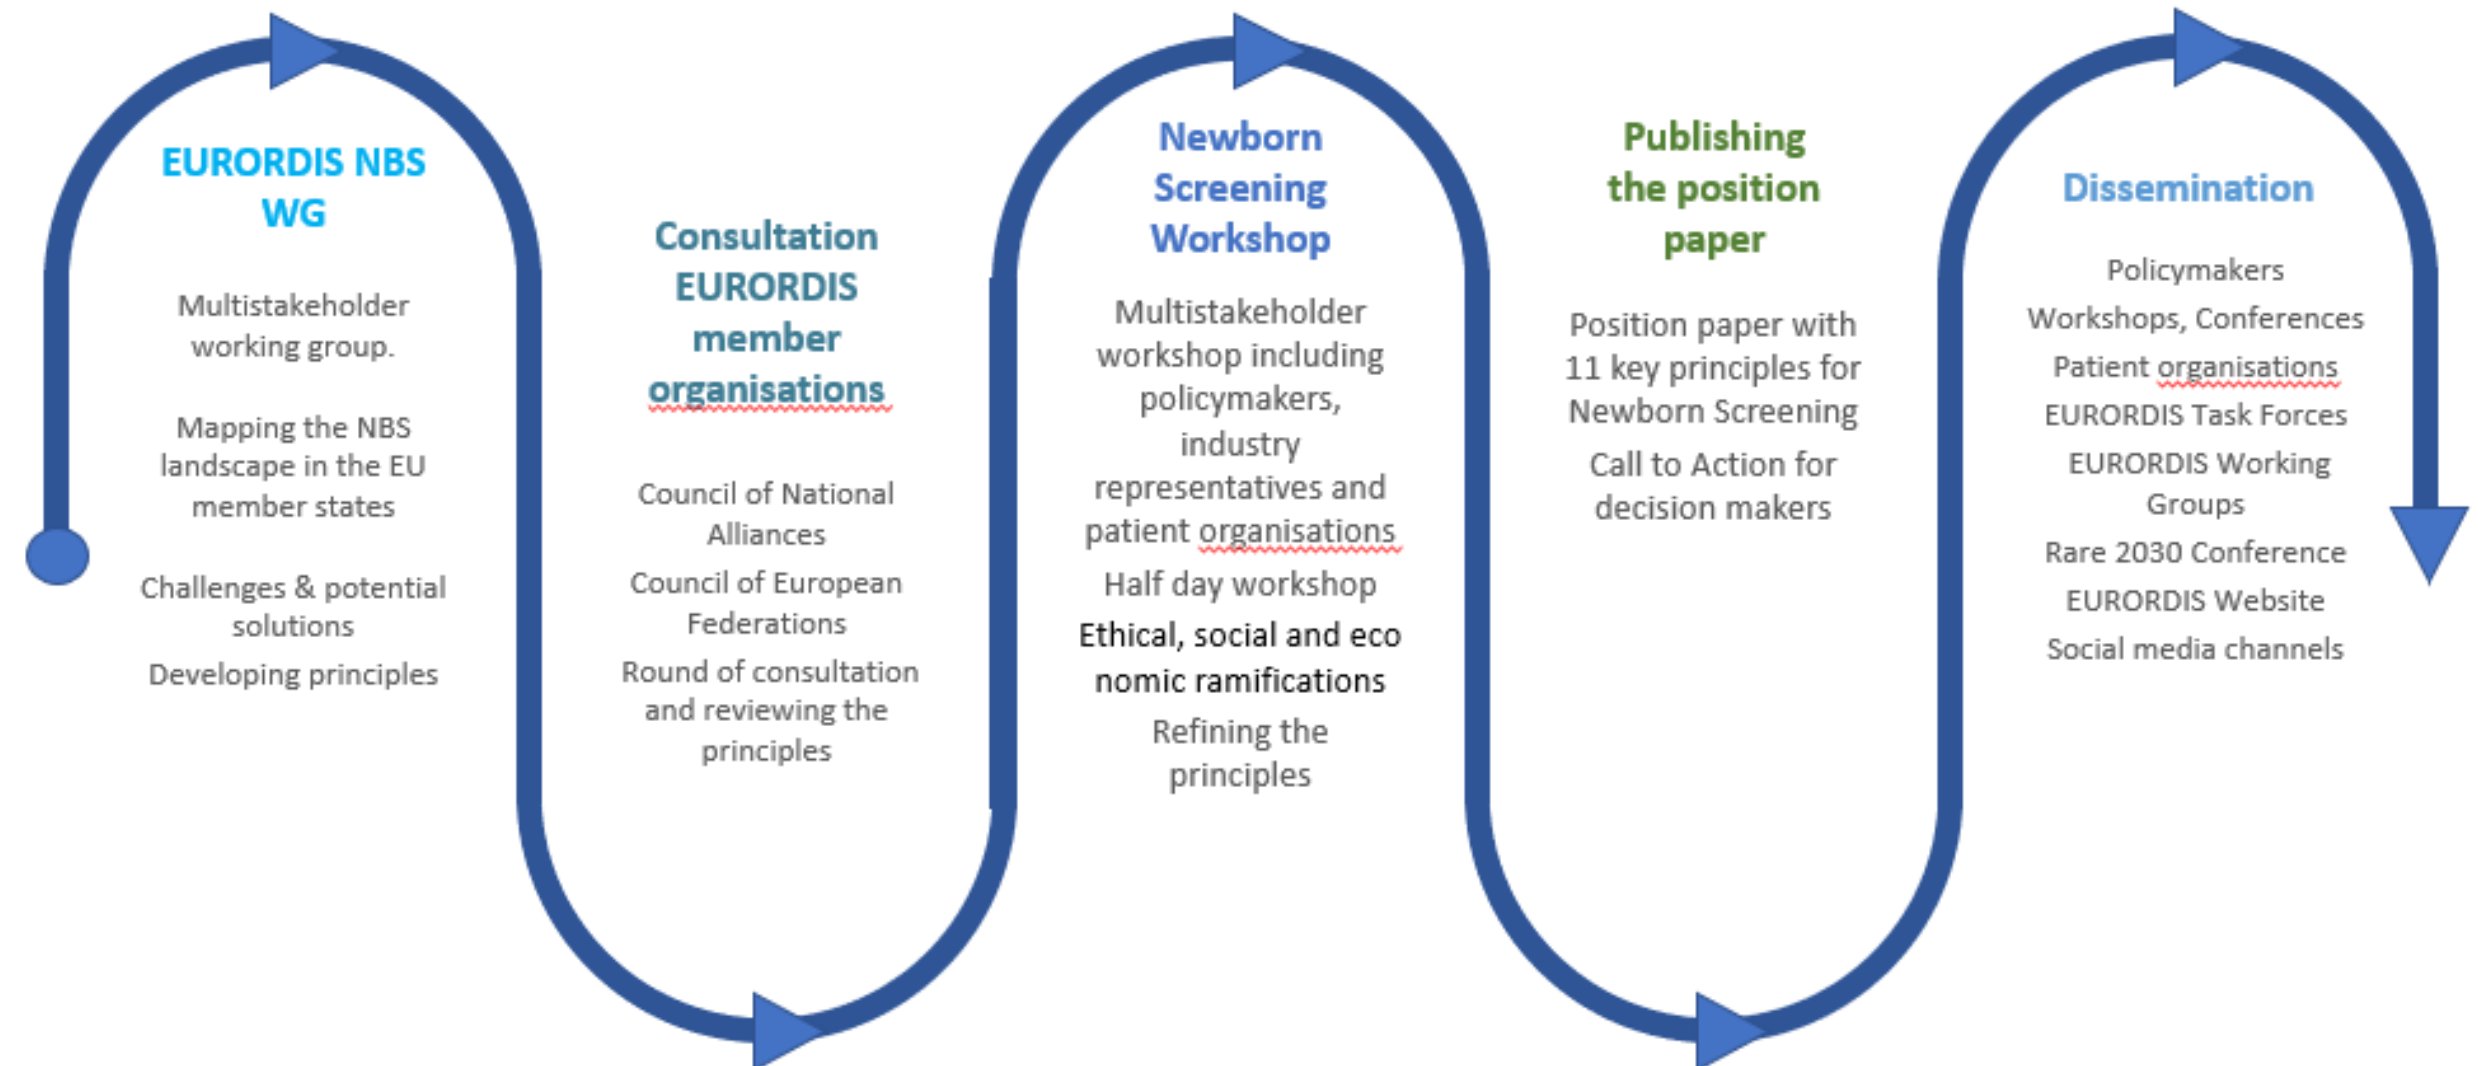 EURORDIS NBS
WG
Multistakeholder
working group.
Mapping the NBS
landscape in the EU
member states
Challenges & potential
solutions
Developing principles
Consultation
EURORDIS
member
organisations
Council of National
Alliances
Council of European
Federations
Round of consultation
and reviewing the
principles
Newborn
Screening
Workshop
Multistakeholder
workshop including
policymakers,
industry
representatives and
patient organisations
Half day workshop
Ethical, social and eco
nomic ramifications
Refining the
principles
Publishing
the position
paper
Position paper with
11 key principles for
Newborn Screening
Call to Action for
decision makers
Dissemination
Policymakers
Workshops, Conferences
Patient organisations
EURORDIS Task Forces
EURORDIS Working
Groups
Rare 2030 Conference
EURORDIS Website
Social media channels